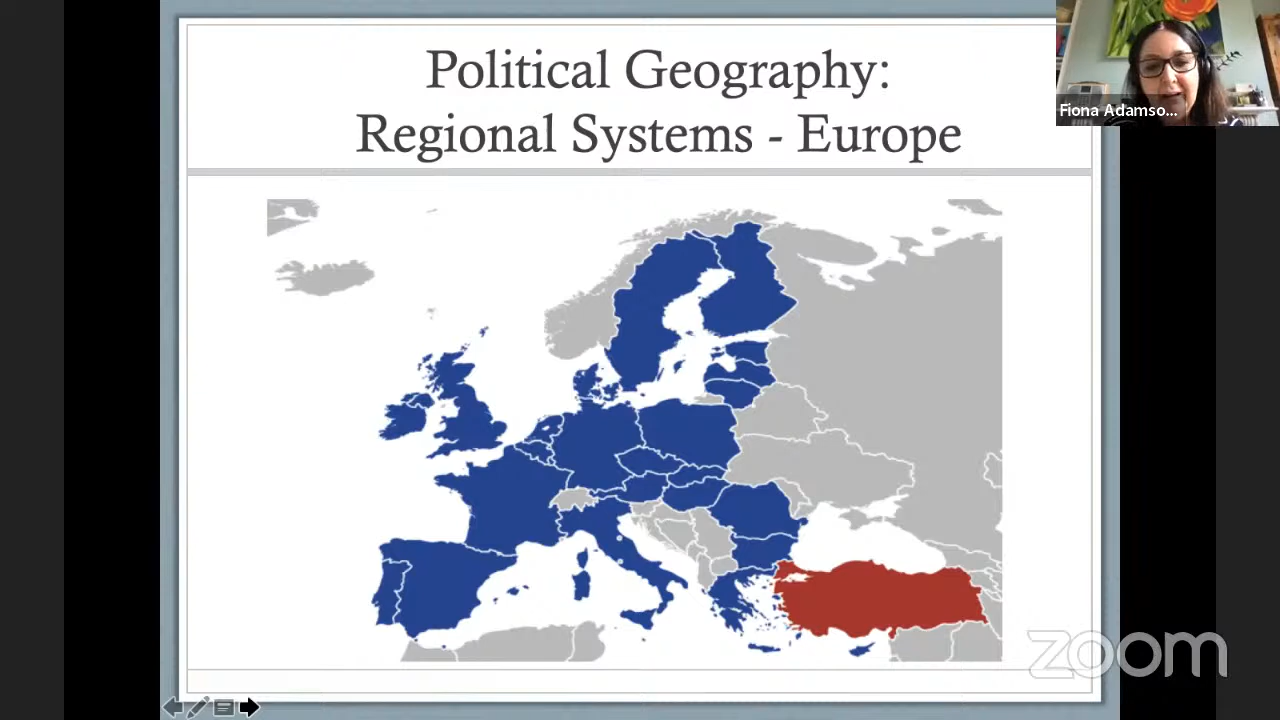 Political Geography:
Regional Systems - Europe
Fiona Adamso...
zoom